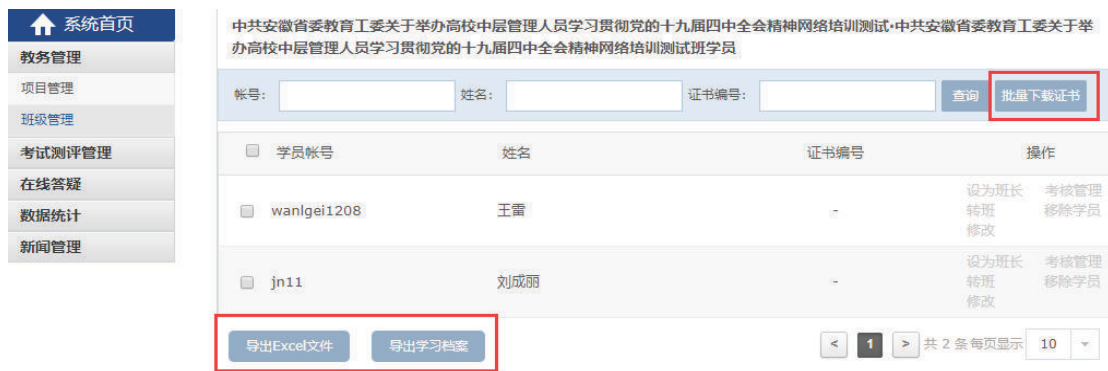 系统首页
教务管理
项目管理
班级管理
考试测评管理
在线答疑
数据统计
新闻管理
中共安徽省委教育工委关于举办高校中层管理人员学习贯彻党的十九届四中全会精神网络培训测试·中共安徽省委教育工委关于举
办高校中层管理人员学习贯彻党的十九届四中全会精神网络培训测试班学员
帐号: 姓名: 证书编号: 查询 批量下载证书
学员帐号 姓名 证书编号 操作
设为班长 考核管理
wanlgei1208 王雷 - 转班 移除学员
修改
设为班长 考核管理
jn11 刘成丽 - 转班 移除学员
修改
导出Excel文件 导出学习档案 < 1 > 共 2 条 每页显示 10